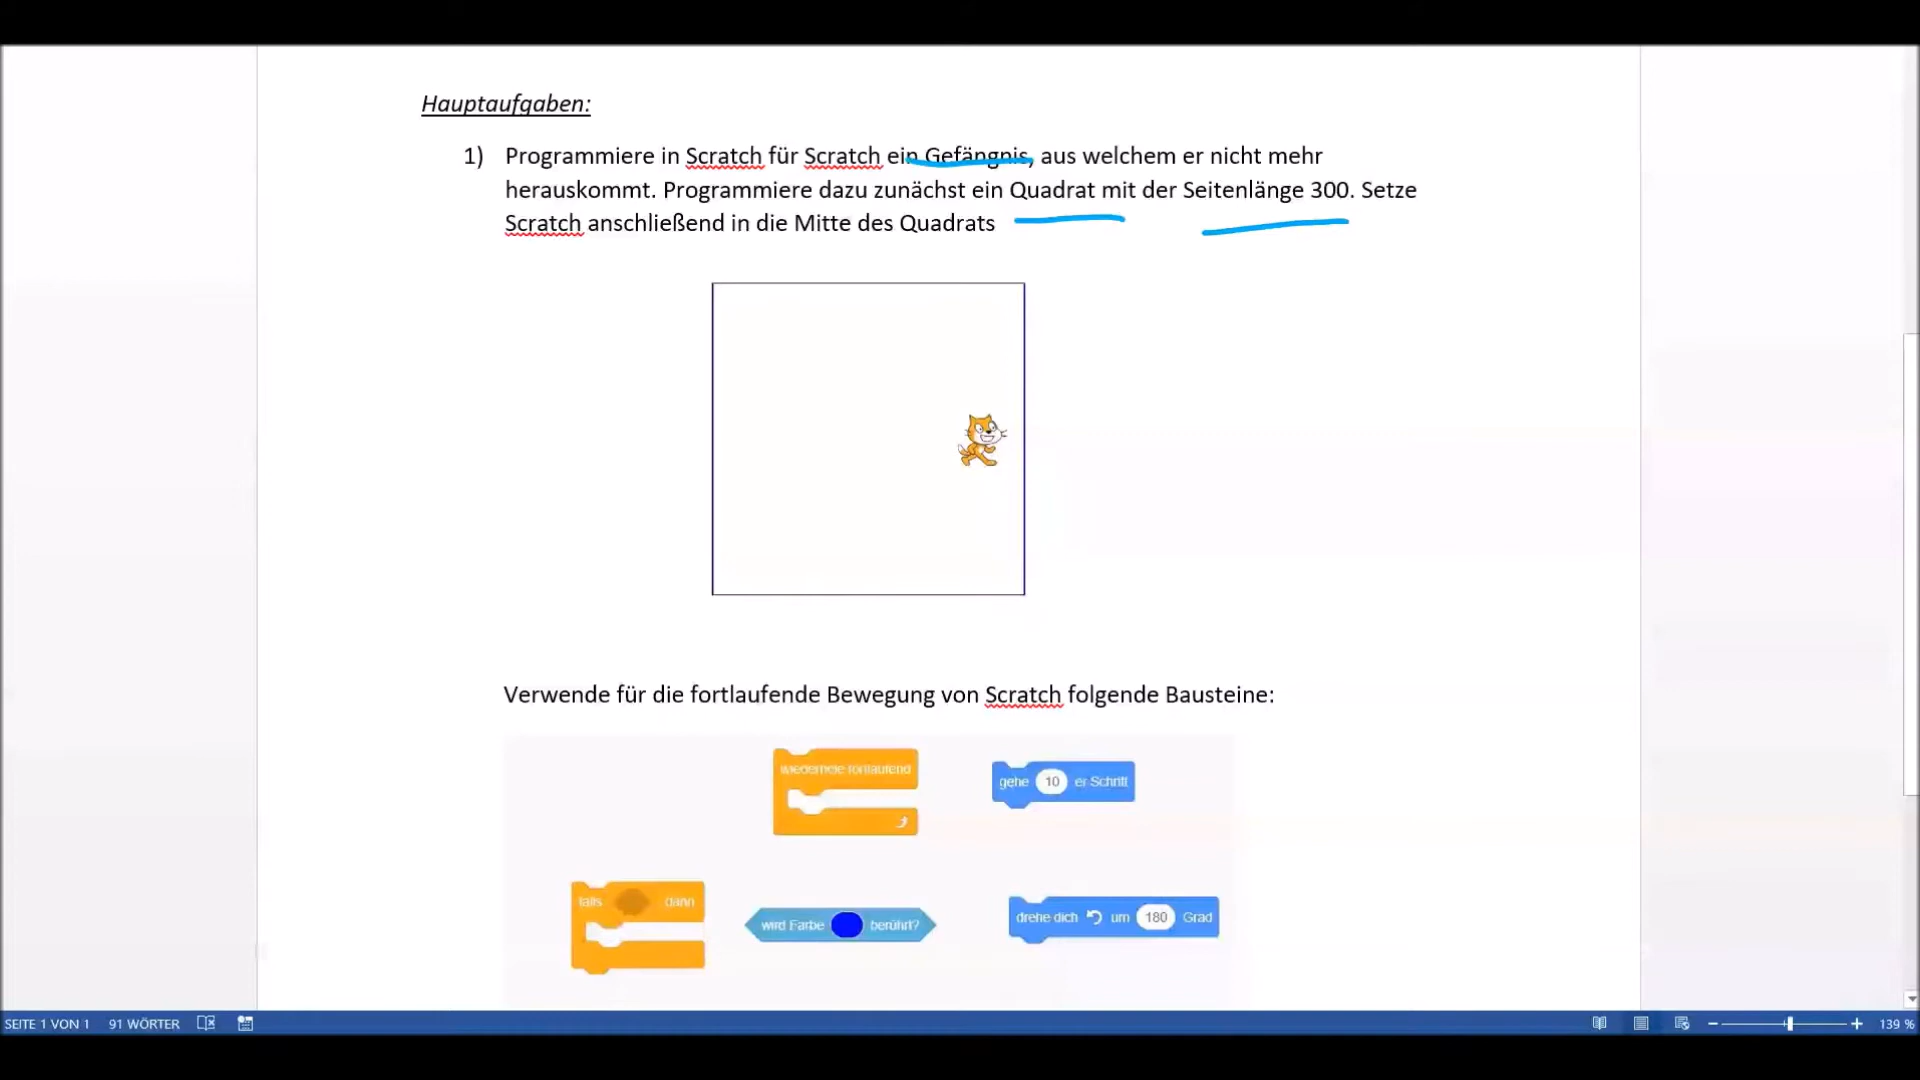 Hauptaufgaben:
1) Programmiere in Scratch für Scratch ein Gefängnis, aus welchem er nicht mehr
herauskommt. Programmiere dazu zunächst ein Quadrat mit der Seitenlänge 300. Setze
Scratch anschließend in die Mitte des Quadrats
Verwende für die fortlaufende Bewegung von Scratch folgende Bausteine:
wiederhole fortlaufend
gehe 10 er Schritt
falls dann
wird Farbe berührt?
drehe dich um 180 Grad
SEITE 1 VON 1 91 WÖRTER 139 %